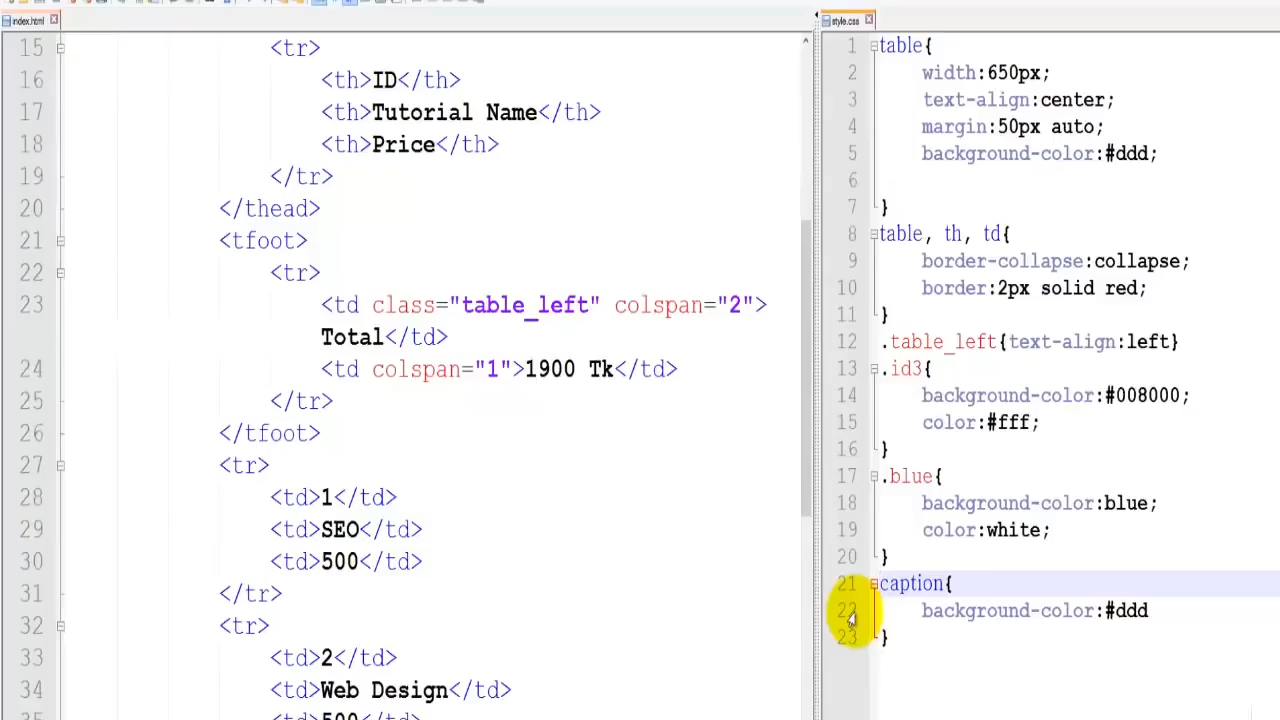 index.html
15 <tr>
16 <th>ID</th>
17 <th>Tutorial Name</th>
18 <th>Price</th>
19 </tr>
20 </thead>
21 <tfoot>
22 <tr>
23 <td class="table_left" colspan="2">
Total</td>
24 <td colspan="1">1900 Tk</td>
25 </tr>
26 </tfoot>
27 <tr>
28 <td>1</td>
29 <td>SEO</td>
30 <td>500</td>
31 </tr>
32 <tr>
33 <td>2</td>
34 <td>Web Design</td>
<td>500</td>
style.css
1 table{
2 width:650px;
3 text-align:center;
4 margin:50px auto;
5 background-color:#ddd;
6
7 }
8 table, th, td{
9 border-collapse:collapse;
10 border:2px solid red;
11 }
12 .table_left{text-align:left}
13 .id3{
14 background-color:#008000;
15 color:#fff;
16 }
17 .blue{
18 background-color:blue;
19 color:white;
20 }
21 caption{
22 background-color:#ddd
23 }